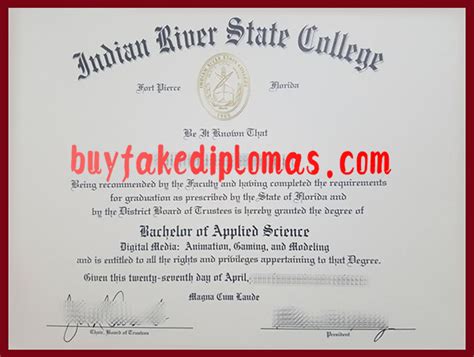 Indian River State College
Fort Pierce Florida
Be It Known That
buyfakediplomas.com
Being recommended by the Faculty and having completed the requirements
for graduation as prescribed by the State of Florida and
by the District Board of Trustees is hereby granted the degree of
Bachelor of Applied Science
Digital Media: Animation, Gaming, and Modeling
and is entitled to all the rights and privileges appertaining to that Degree.
Given this twenty-seventh day of April,
Magna Cum Laude
Chair, Board of Trustees President